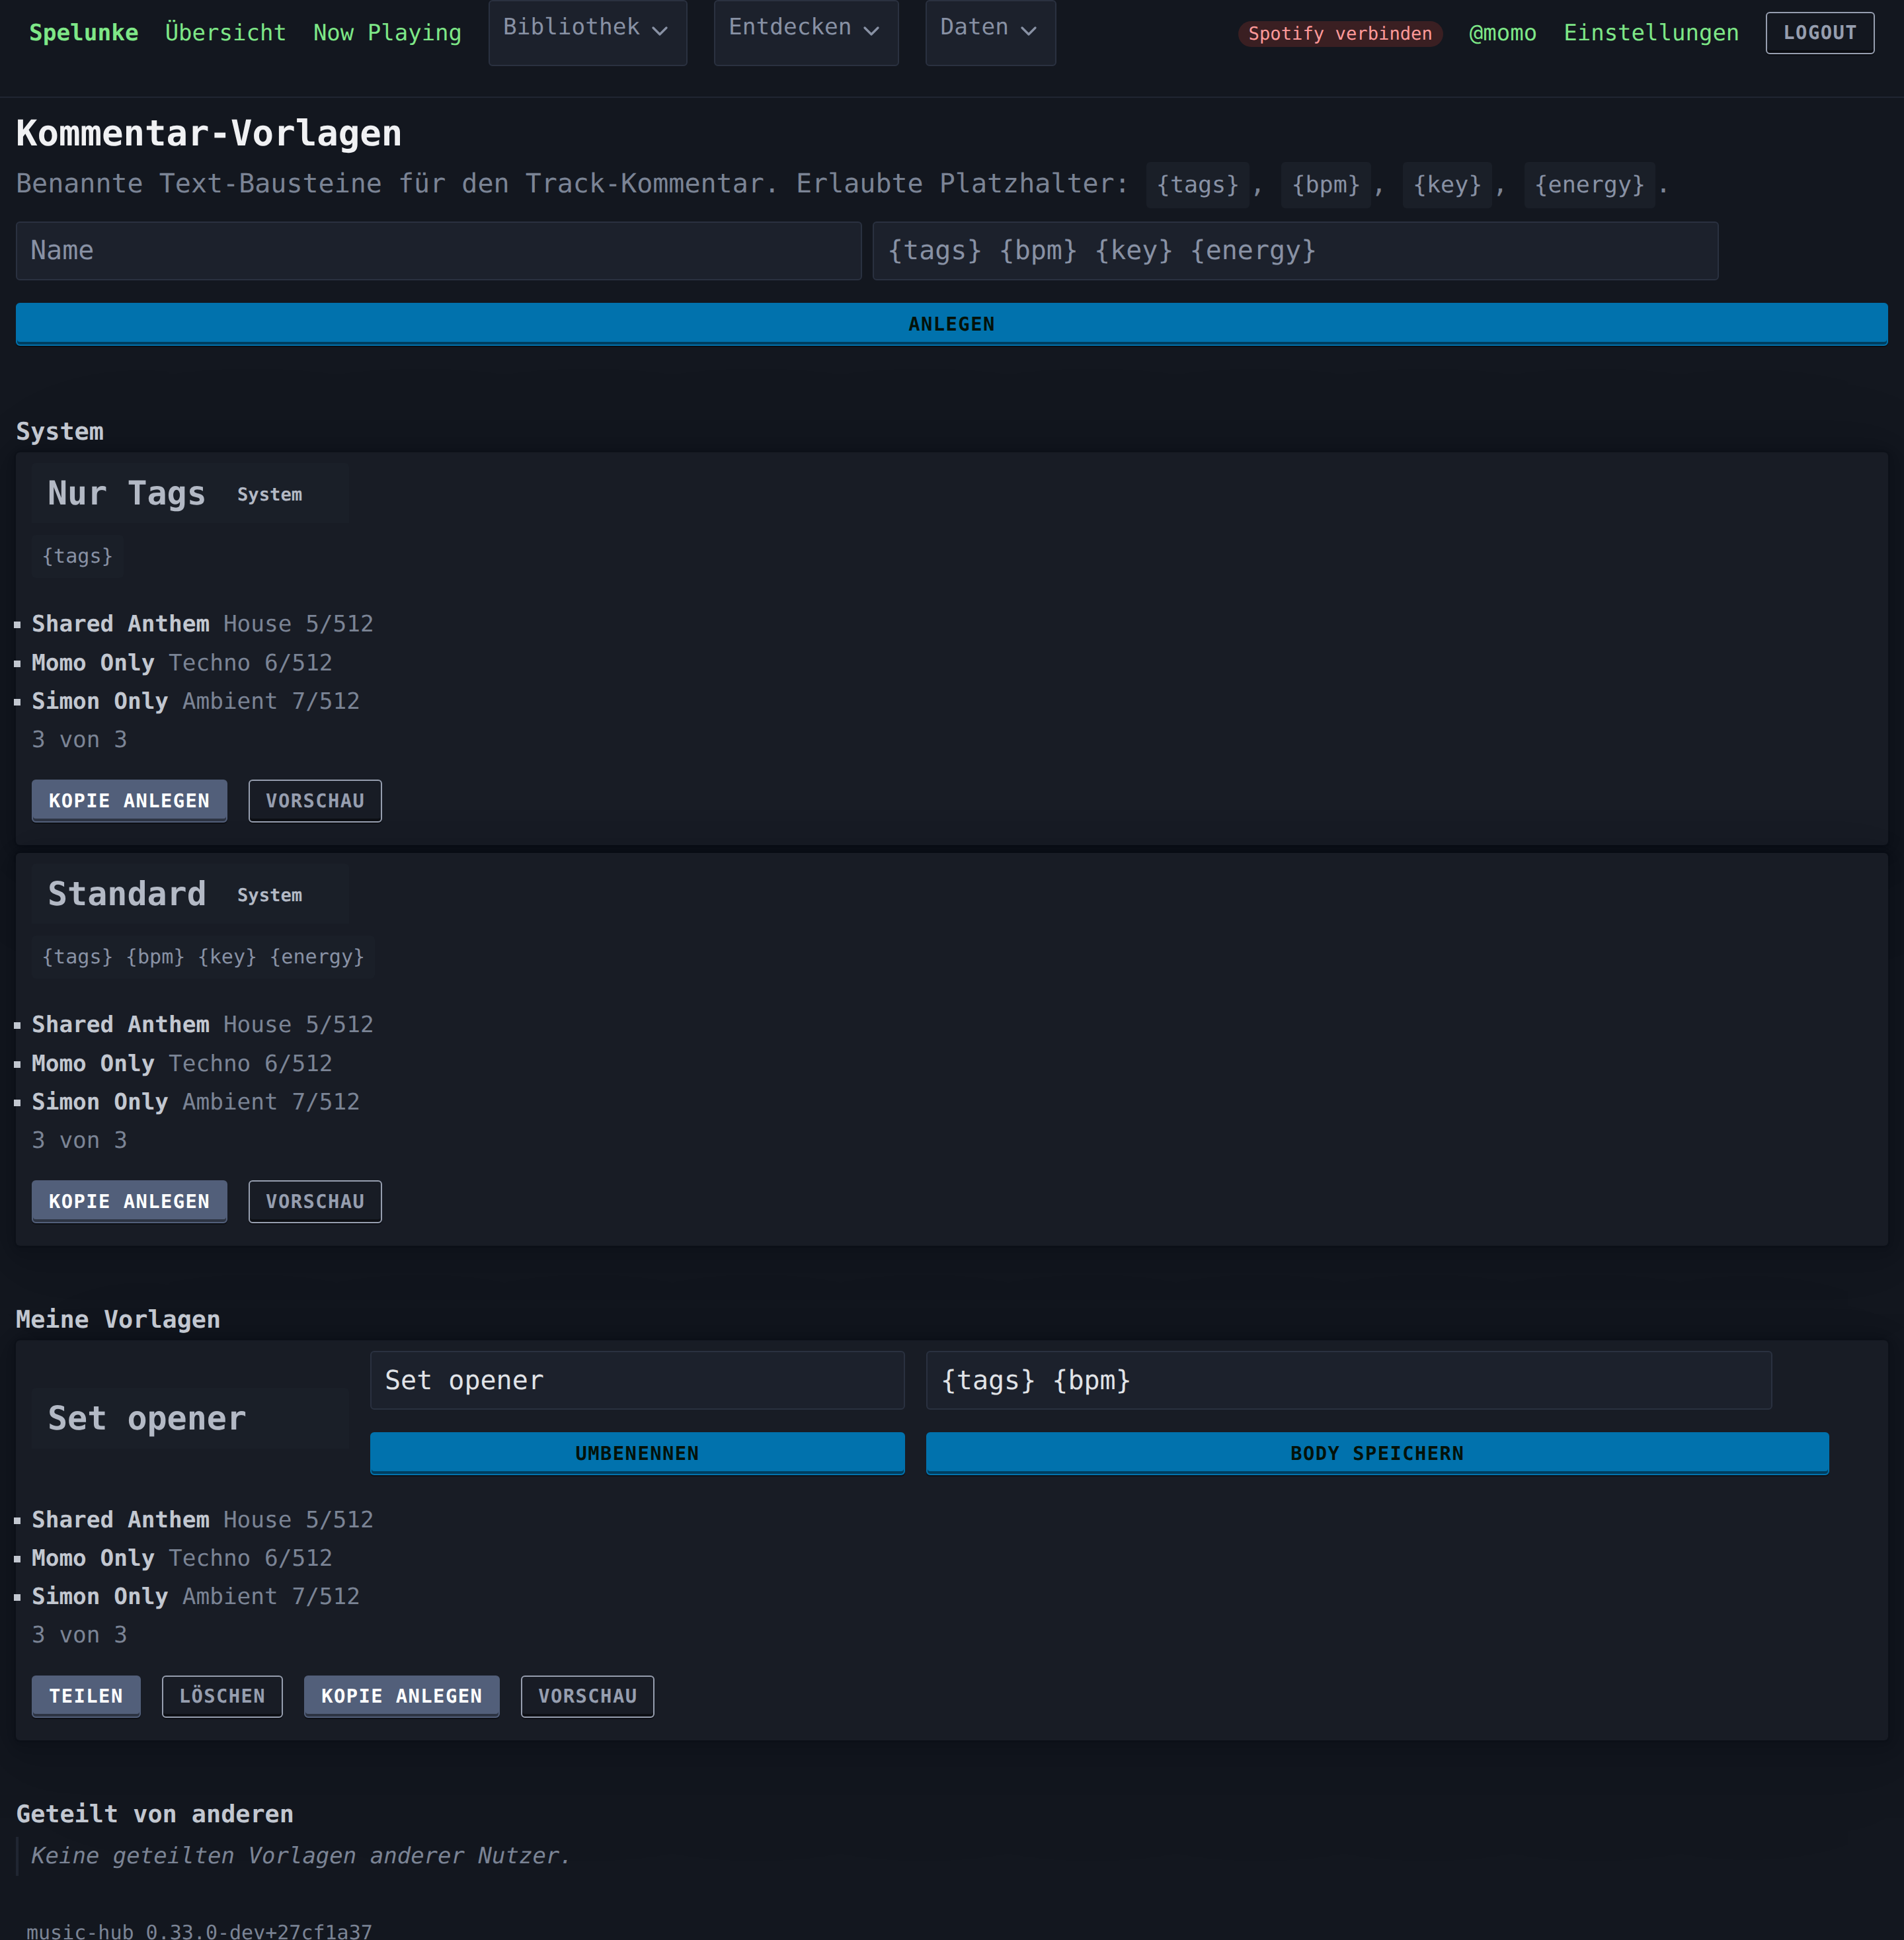 Spelunke Übersicht Now Playing Bibliothek Entdecken Daten Spotify verbinden @momo Einstellungen LOGOUT
Kommentar-Vorlagen
Benannte Text-Bausteine für den Track-Kommentar. Erlaubte Platzhalter: {tags}, {bpm}, {key}, {energy}.
Name {tags} {bpm} {key} {energy}
ANLEGEN
System
Nur Tags System
{tags}
Shared Anthem House 5/512
Momo Only Techno 6/512
Simon Only Ambient 7/512
3 von 3
KOPIE ANLEGEN VORSCHAU
Standard System
{tags} {bpm} {key} {energy}
Shared Anthem House 5/512
Momo Only Techno 6/512
Simon Only Ambient 7/512
3 von 3
KOPIE ANLEGEN VORSCHAU
Meine Vorlagen
Set opener Set opener {tags} {bpm}
UMBENENNEN BODY SPEICHERN
Shared Anthem House 5/512
Momo Only Techno 6/512
Simon Only Ambient 7/512
3 von 3
TEILEN LÖSCHEN KOPIE ANLEGEN VORSCHAU
Geteilt von anderen
Keine geteilten Vorlagen anderer Nutzer.
music-hub 0.33.0-dev+27cf1a37